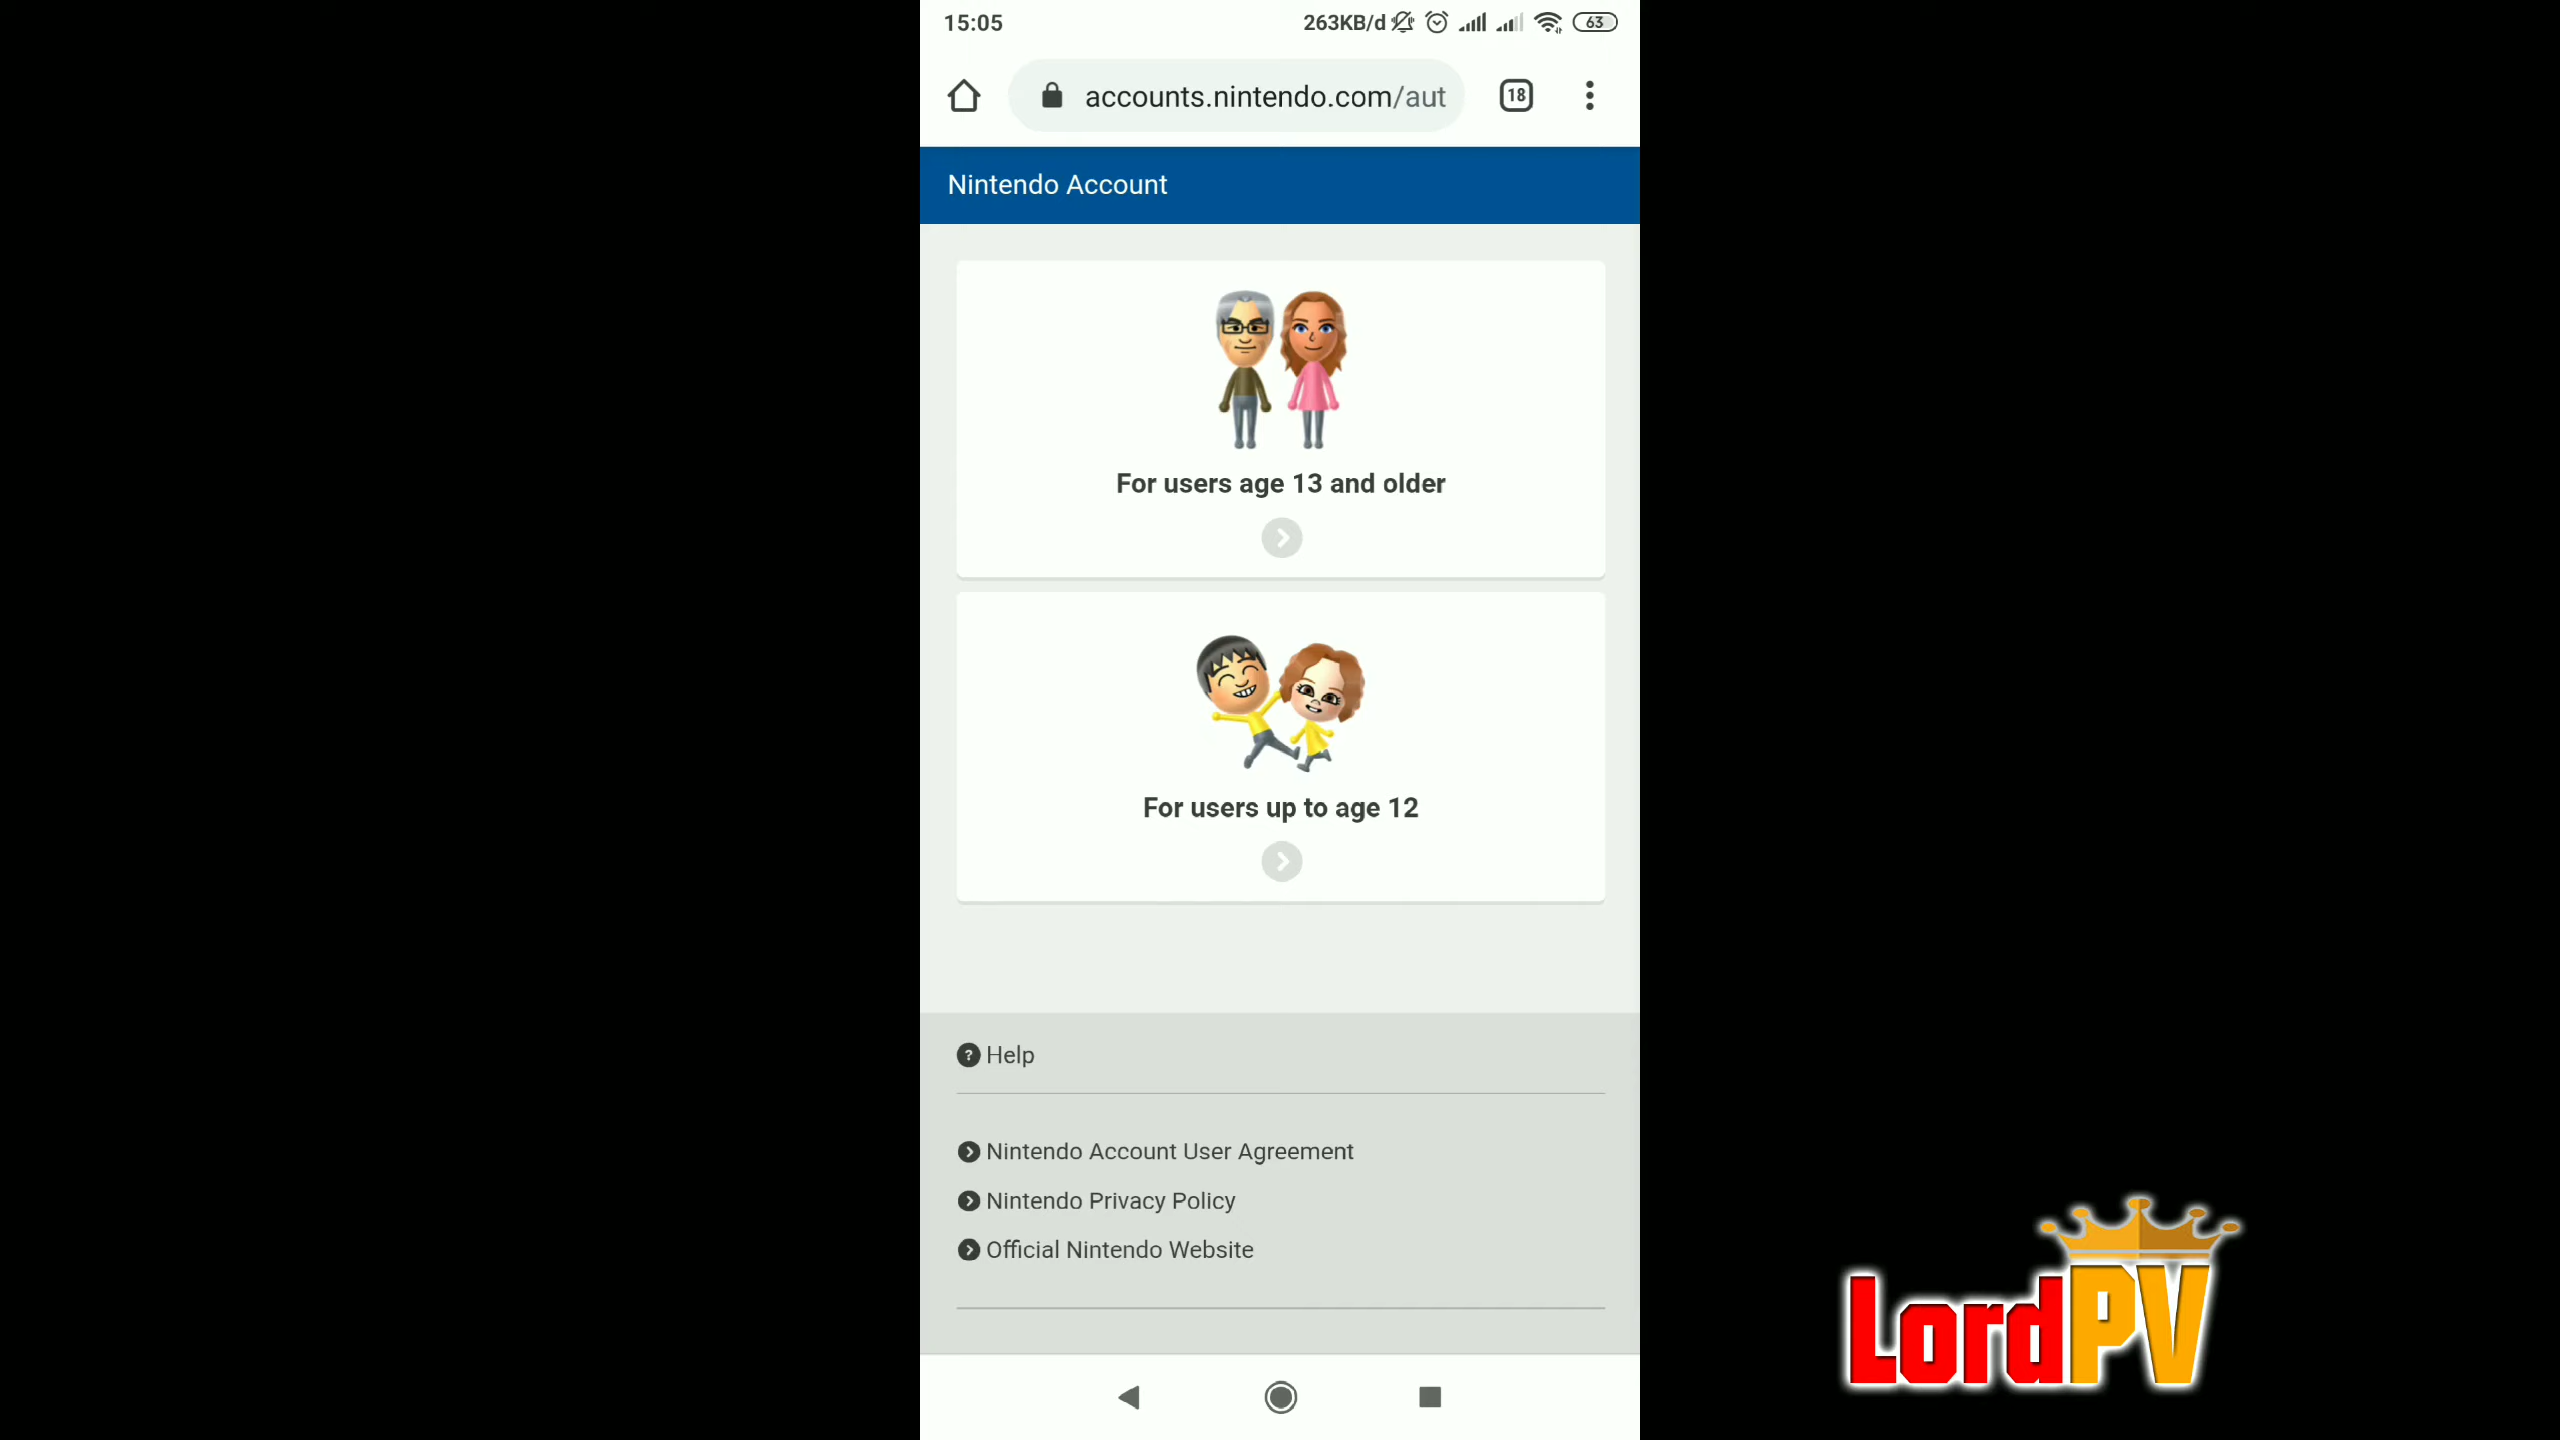 15:05
263KB/d
63
accounts.nintendo.com/aut
18
Nintendo Account
For users age 13 and older
For users up to age 12
Help
Nintendo Account User Agreement
Nintendo Privacy Policy
Official Nintendo Website
LordPV